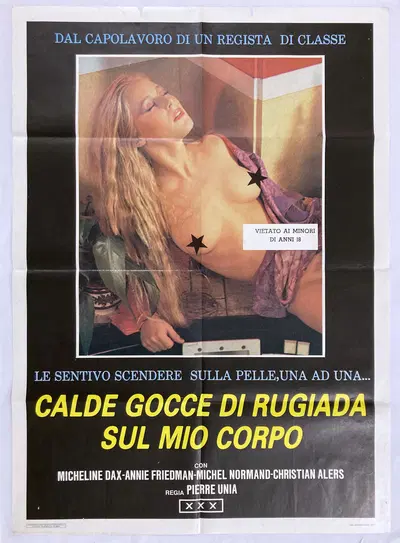 DAL CAPOLAVORO DI UN REGISTA DI CLASSE
VIETATO AI MINORI
DI ANNI 18
LE SENTIVO SCENDERE SULLA PELLE, UNA AD UNA...
CALDE GOCCE DI RUGIADA
SUL MIO CORPO
CON
MICHELINE DAX-ANNIE FRIEDMAN-MICHEL NORMAND-CHRISTIAN ALERS
REGIA PIERRE UNIA
XXX